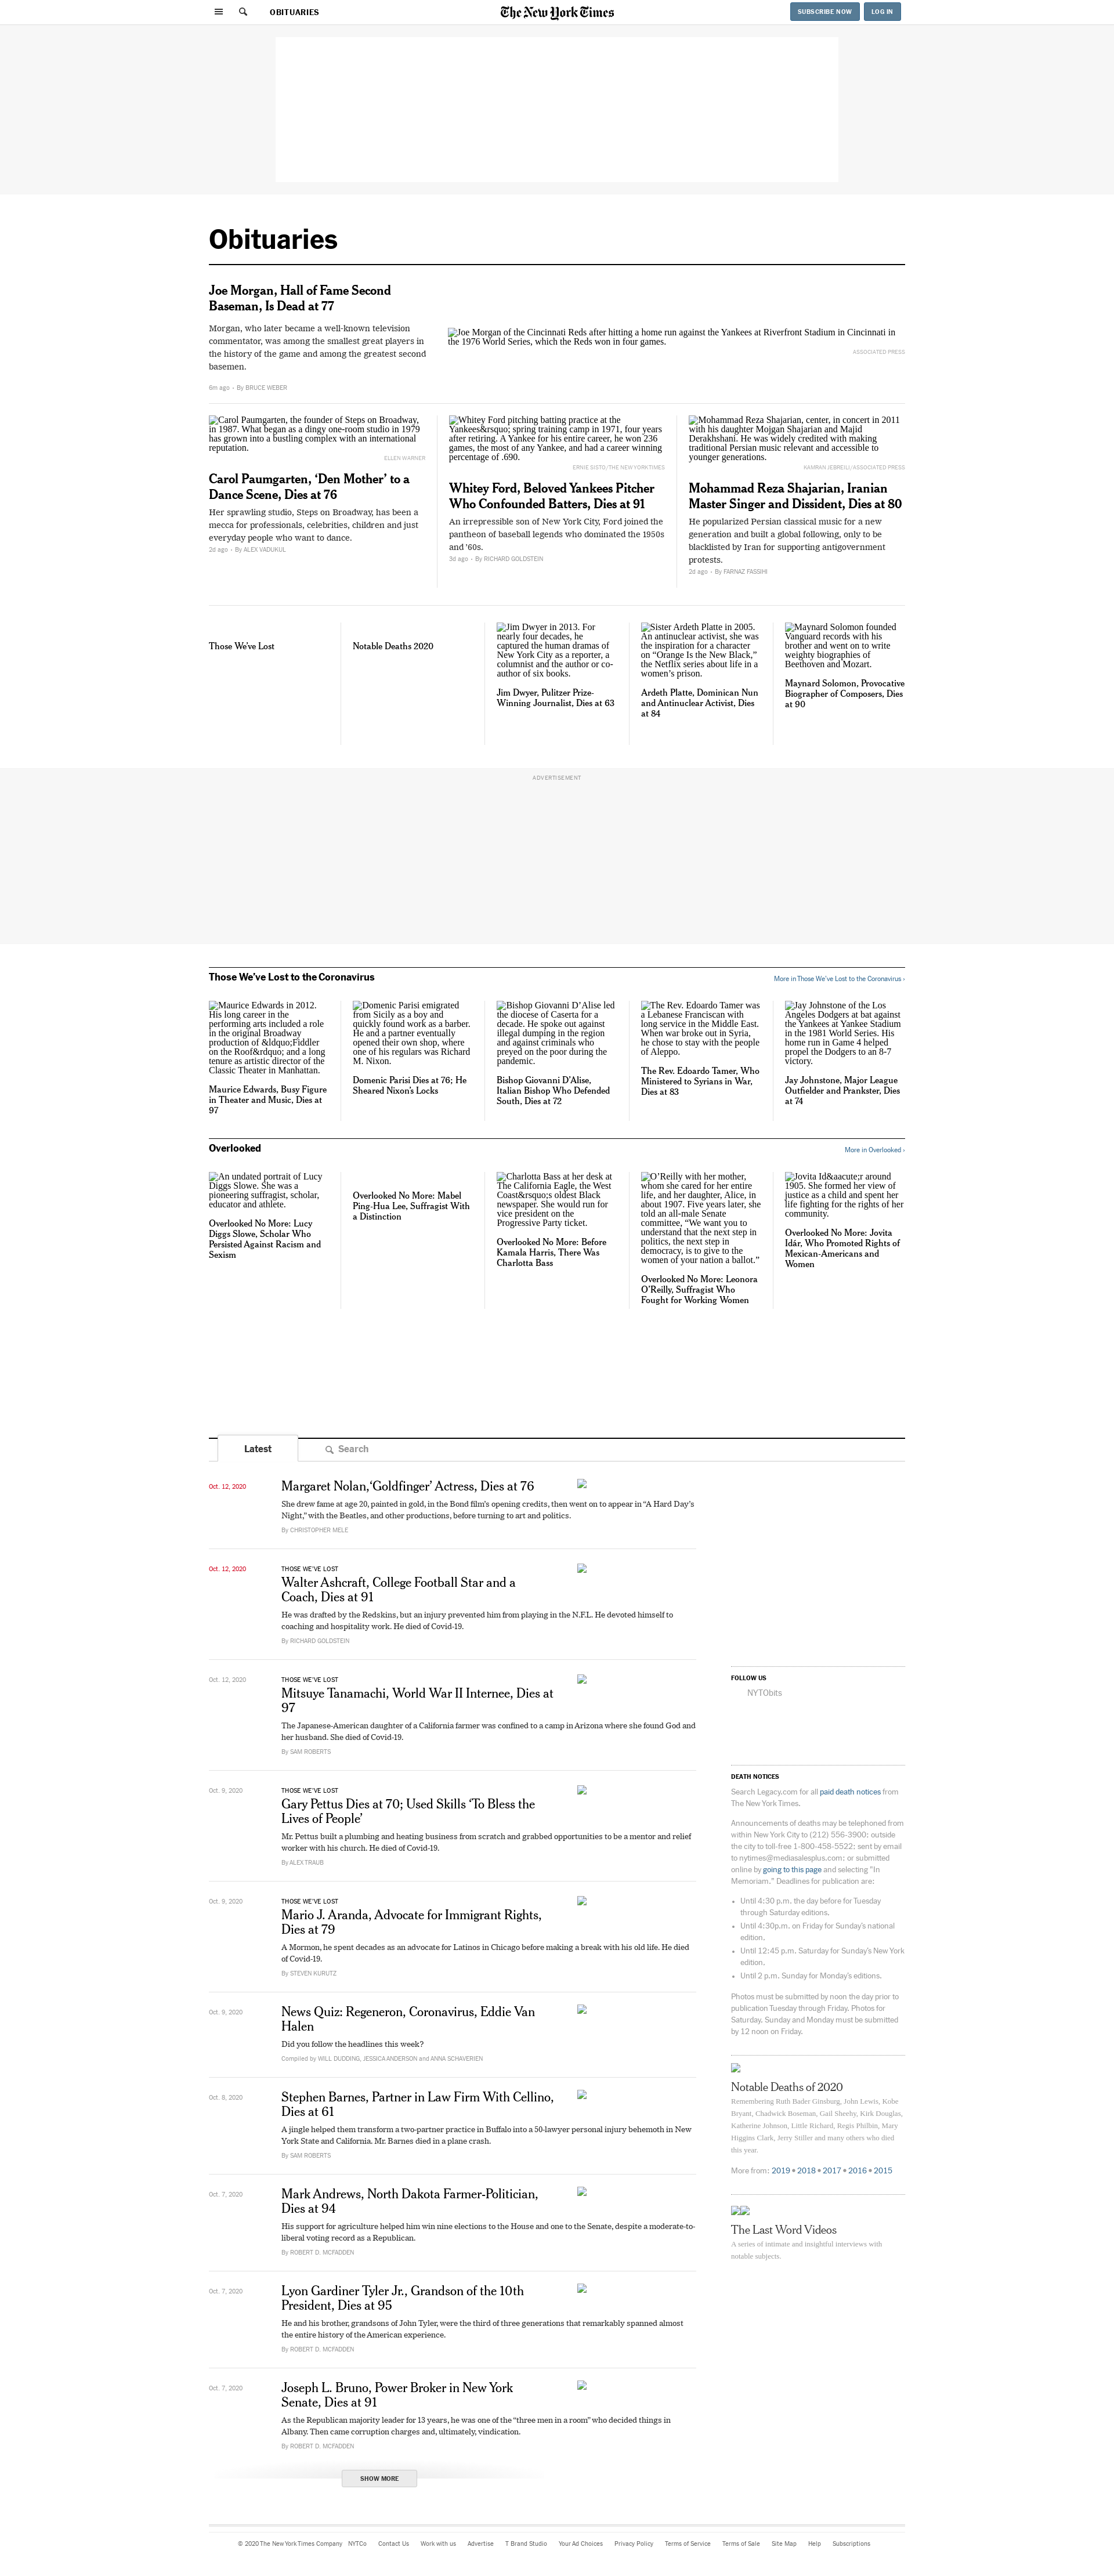 OBITUARIES
The New York Times
SUBSCRIBE NOW
LOG IN
Obituaries
Joe Morgan, Hall of Fame Second
Baseman, Is Dead at 77
Morgan, who later became a well-known television
commentator, was among the smallest great players in
the history of the game and among the greatest second
basemen.
6m ago • By BRUCE WEBER
Joe Morgan of the Cincinnati Reds after hitting a home run against the Yankees at Riverfront Stadium in Cincinnati in
the 1976 World Series, which the Reds won in four games.
ASSOCIATED PRESS
Carol Paumgarten, the founder of Steps on Broadway,
in 1987. What began as a dingy one-room studio in 1979
has grown into a bustling complex with an international
reputation.
ELLEN WARNER
Carol Paumgarten, ‘Den Mother’ to a
Dance Scene, Dies at 76
Her sprawling studio, Steps on Broadway, has been a
mecca for professionals, celebrities, children and just
everyday people who want to dance.
2d ago • By ALEX VADUKUL
Whitey Ford pitching batting practice at the
Yankees&rsquo; spring training camp in 1971, four years
after retiring. A Yankee for his entire career, he won 236
games, the most of any Yankee, and had a career winning
percentage of .690.
ERNIE SISTO/THE NEW YORK TIMES
Whitey Ford, Beloved Yankees Pitcher
Who Confounded Batters, Dies at 91
An irrepressible son of New York City, Ford joined the
pantheon of baseball legends who dominated the 1950s
and ’60s.
3d ago • By RICHARD GOLDSTEIN
Mohammad Reza Shajarian, center, in concert in 2011
with his daughter Mojgan Shajarian and Majid
Derakhshani. He was widely credited with making
traditional Persian music relevant and accessible to
younger generations.
KAMRAN JEBREILI/ASSOCIATED PRESS
Mohammad Reza Shajarian, Iranian
Master Singer and Dissident, Dies at 80
He popularized Persian classical music for a new
generation and built a global following, only to be
blacklisted by Iran for supporting antigovernment
protests.
2d ago • By FARNAZ FASSIHI
Those We’ve Lost
Notable Deaths 2020
Jim Dwyer in 2013. For
nearly four decades, he
captured the human dramas of
New York City as a reporter, a
columnist and the author or co-
author of six books.
Jim Dwyer, Pulitzer Prize-
Winning Journalist, Dies at 63
Sister Ardeth Platte in 2005.
An antinuclear activist, she was
the inspiration for a character
on “Orange Is the New Black,”
the Netflix series about life in a
women’s prison.
Ardeth Platte, Dominican Nun
and Antinuclear Activist, Dies
at 84
Maynard Solomon founded
Vanguard records with his
brother and went on to write
weighty biographies of
Beethoven and Mozart.
Maynard Solomon, Provocative
Biographer of Composers, Dies
at 90
ADVERTISEMENT
Those We’ve Lost to the Coronavirus
More in Those We’ve Lost to the Coronavirus ›
Maurice Edwards in 2012.
His long career in the
performing arts included a role
in the original Broadway
production of &ldquo;Fiddler
on the Roof&rdquo; and a long
tenure as artistic director of the
Classic Theater in Manhattan.
Maurice Edwards, Busy Figure
in Theater and Music, Dies at
97
Domenic Parisi emigrated
from Sicily as a boy and
quickly found work as a barber.
He and a partner eventually
opened their own shop, where
one of his regulars was Richard
M. Nixon.
Domenic Parisi Dies at 76; He
Sheared Nixon’s Locks
Bishop Giovanni D’Alise led
the diocese of Caserta for a
decade. He spoke out against
illegal dumping in the region
and against criminals who
preyed on the poor during the
pandemic.
Bishop Giovanni D’Alise,
Italian Bishop Who Defended
South, Dies at 72
The Rev. Edoardo Tamer was
a Lebanese Franciscan with
long service in the Middle East.
When war broke out in Syria,
he chose to stay with the people
of Aleppo.
The Rev. Edoardo Tamer, Who
Ministered to Syrians in War,
Dies at 83
Jay Johnstone of the Los
Angeles Dodgers at bat against
the Yankees at Yankee Stadium
in the 1981 World Series. His
home run in Game 4 helped
propel the Dodgers to an 8-7
victory.
Jay Johnstone, Major League
Outfielder and Prankster, Dies
at 74
Overlooked
More in Overlooked ›
An undated portrait of Lucy
Diggs Slowe. She was a
pioneering suffragist, scholar,
educator and athlete.
Overlooked No More: Lucy
Diggs Slowe, Scholar Who
Persisted Against Racism and
Sexism
Overlooked No More: Mabel
Ping-Hua Lee, Suffragist With
a Distinction
Charlotta Bass at her desk at
The California Eagle, the West
Coast&rsquo;s oldest Black
newspaper. She would run for
vice president on the
Progressive Party ticket.
Overlooked No More: Before
Kamala Harris, There Was
Charlotta Bass
O’Reilly with her mother,
whom she cared for her entire
life, and her daughter, Alice, in
about 1907. Five years later, she
told an all-male Senate
committee, “We want you to
understand that the next step in
politics, the next step in
democracy, is to give to the
women of your nation a ballot.”
Overlooked No More: Leonora
O’Reilly, Suffragist Who
Fought for Working Women
Jovita Id&aacute;r around
1905. She formed her view of
justice as a child and spent her
life fighting for the rights of her
community.
Overlooked No More: Jovita
Idár, Who Promoted Rights of
Mexican-Americans and
Women
Latest
Search
Oct. 12, 2020
Margaret Nolan,‘Goldfinger’ Actress, Dies at 76
She drew fame at age 20, painted in gold, in the Bond film’s opening credits, then went on to appear in “A Hard Day’s
Night,” with the Beatles, and other productions, before turning to art and politics.
By CHRISTOPHER MELE
Oct. 12, 2020
THOSE WE’VE LOST
Walter Ashcraft, College Football Star and a
Coach, Dies at 91
He was drafted by the Redskins, but an injury prevented him from playing in the N.F.L. He devoted himself to
coaching and hospitality work. He died of Covid-19.
By RICHARD GOLDSTEIN
Oct. 12, 2020
THOSE WE’VE LOST
Mitsuye Tanamachi, World War II Internee, Dies at
97
The Japanese-American daughter of a California farmer was confined to a camp in Arizona where she found God and
her husband. She died of Covid-19.
By SAM ROBERTS
Oct. 9, 2020
THOSE WE’VE LOST
Gary Pettus Dies at 70; Used Skills ‘To Bless the
Lives of People’
Mr. Pettus built a plumbing and heating business from scratch and grabbed opportunities to be a mentor and relief
worker with his church. He died of Covid-19.
By ALEX TRAUB
Oct. 9, 2020
THOSE WE’VE LOST
Mario J. Aranda, Advocate for Immigrant Rights,
Dies at 79
A Mormon, he spent decades as an advocate for Latinos in Chicago before making a break with his old life. He died
of Covid-19.
By STEVEN KURUTZ
Oct. 9, 2020
News Quiz: Regeneron, Coronavirus, Eddie Van
Halen
Did you follow the headlines this week?
Compiled by WILL DUDDING, JESSICA ANDERSON and ANNA SCHAVERIEN
Oct. 8, 2020
Stephen Barnes, Partner in Law Firm With Cellino,
Dies at 61
A jingle helped them transform a two-partner practice in Buffalo into a 50-lawyer personal injury behemoth in New
York State and California. Mr. Barnes died in a plane crash.
By SAM ROBERTS
Oct. 7, 2020
Mark Andrews, North Dakota Farmer-Politician,
Dies at 94
His support for agriculture helped him win nine elections to the House and one to the Senate, despite a moderate-to-
liberal voting record as a Republican.
By ROBERT D. MCFADDEN
Oct. 7, 2020
Lyon Gardiner Tyler Jr., Grandson of the 10th
President, Dies at 95
He and his brother, grandsons of John Tyler, were the third of three generations that remarkably spanned almost
the entire history of the American experience.
By ROBERT D. MCFADDEN
Oct. 7, 2020
Joseph L. Bruno, Power Broker in New York
Senate, Dies at 91
As the Republican majority leader for 13 years, he was one of the “three men in a room” who decided things in
Albany. Then came corruption charges and, ultimately, vindication.
By ROBERT D. MCFADDEN
SHOW MORE
FOLLOW US
NYTObits
DEATH NOTICES
Search Legacy.com for all paid death notices from
The New York Times.
Announcements of deaths may be telephoned from
within New York City to (212) 556-3900; outside
the city to toll-free 1-800-458-5522; sent by email
to nytimes@mediasalesplus.com; or submitted
online by going to this page and selecting "In
Memoriam." Deadlines for publication are:
• Until 4:30 p.m. the day before for Tuesday
through Saturday editions.
• Until 4:30p.m. on Friday for Sunday’s national
edition.
• Until 12:45 p.m. Saturday for Sunday’s New York
edition.
• Until 2 p.m. Sunday for Monday’s editions.
Photos must be submitted by noon the day prior to
publication Tuesday through Friday. Photos for
Saturday, Sunday and Monday must be submitted
by 12 noon on Friday.
Notable Deaths of 2020
Remembering Ruth Bader Ginsburg, John Lewis, Kobe
Bryant, Chadwick Boseman, Gail Sheehy, Kirk Douglas,
Katherine Johnson, Little Richard, Regis Philbin, Mary
Higgins Clark, Jerry Stiller and many others who died
this year.
More from: 2019 • 2018 • 2017 • 2016 • 2015
The Last Word Videos
A series of intimate and insightful interviews with
notable subjects.
© 2020 The New York Times Company NYTCo Contact Us Work with us Advertise T Brand Studio Your Ad Choices Privacy Policy Terms of Service Terms of Sale Site Map Help Subscriptions